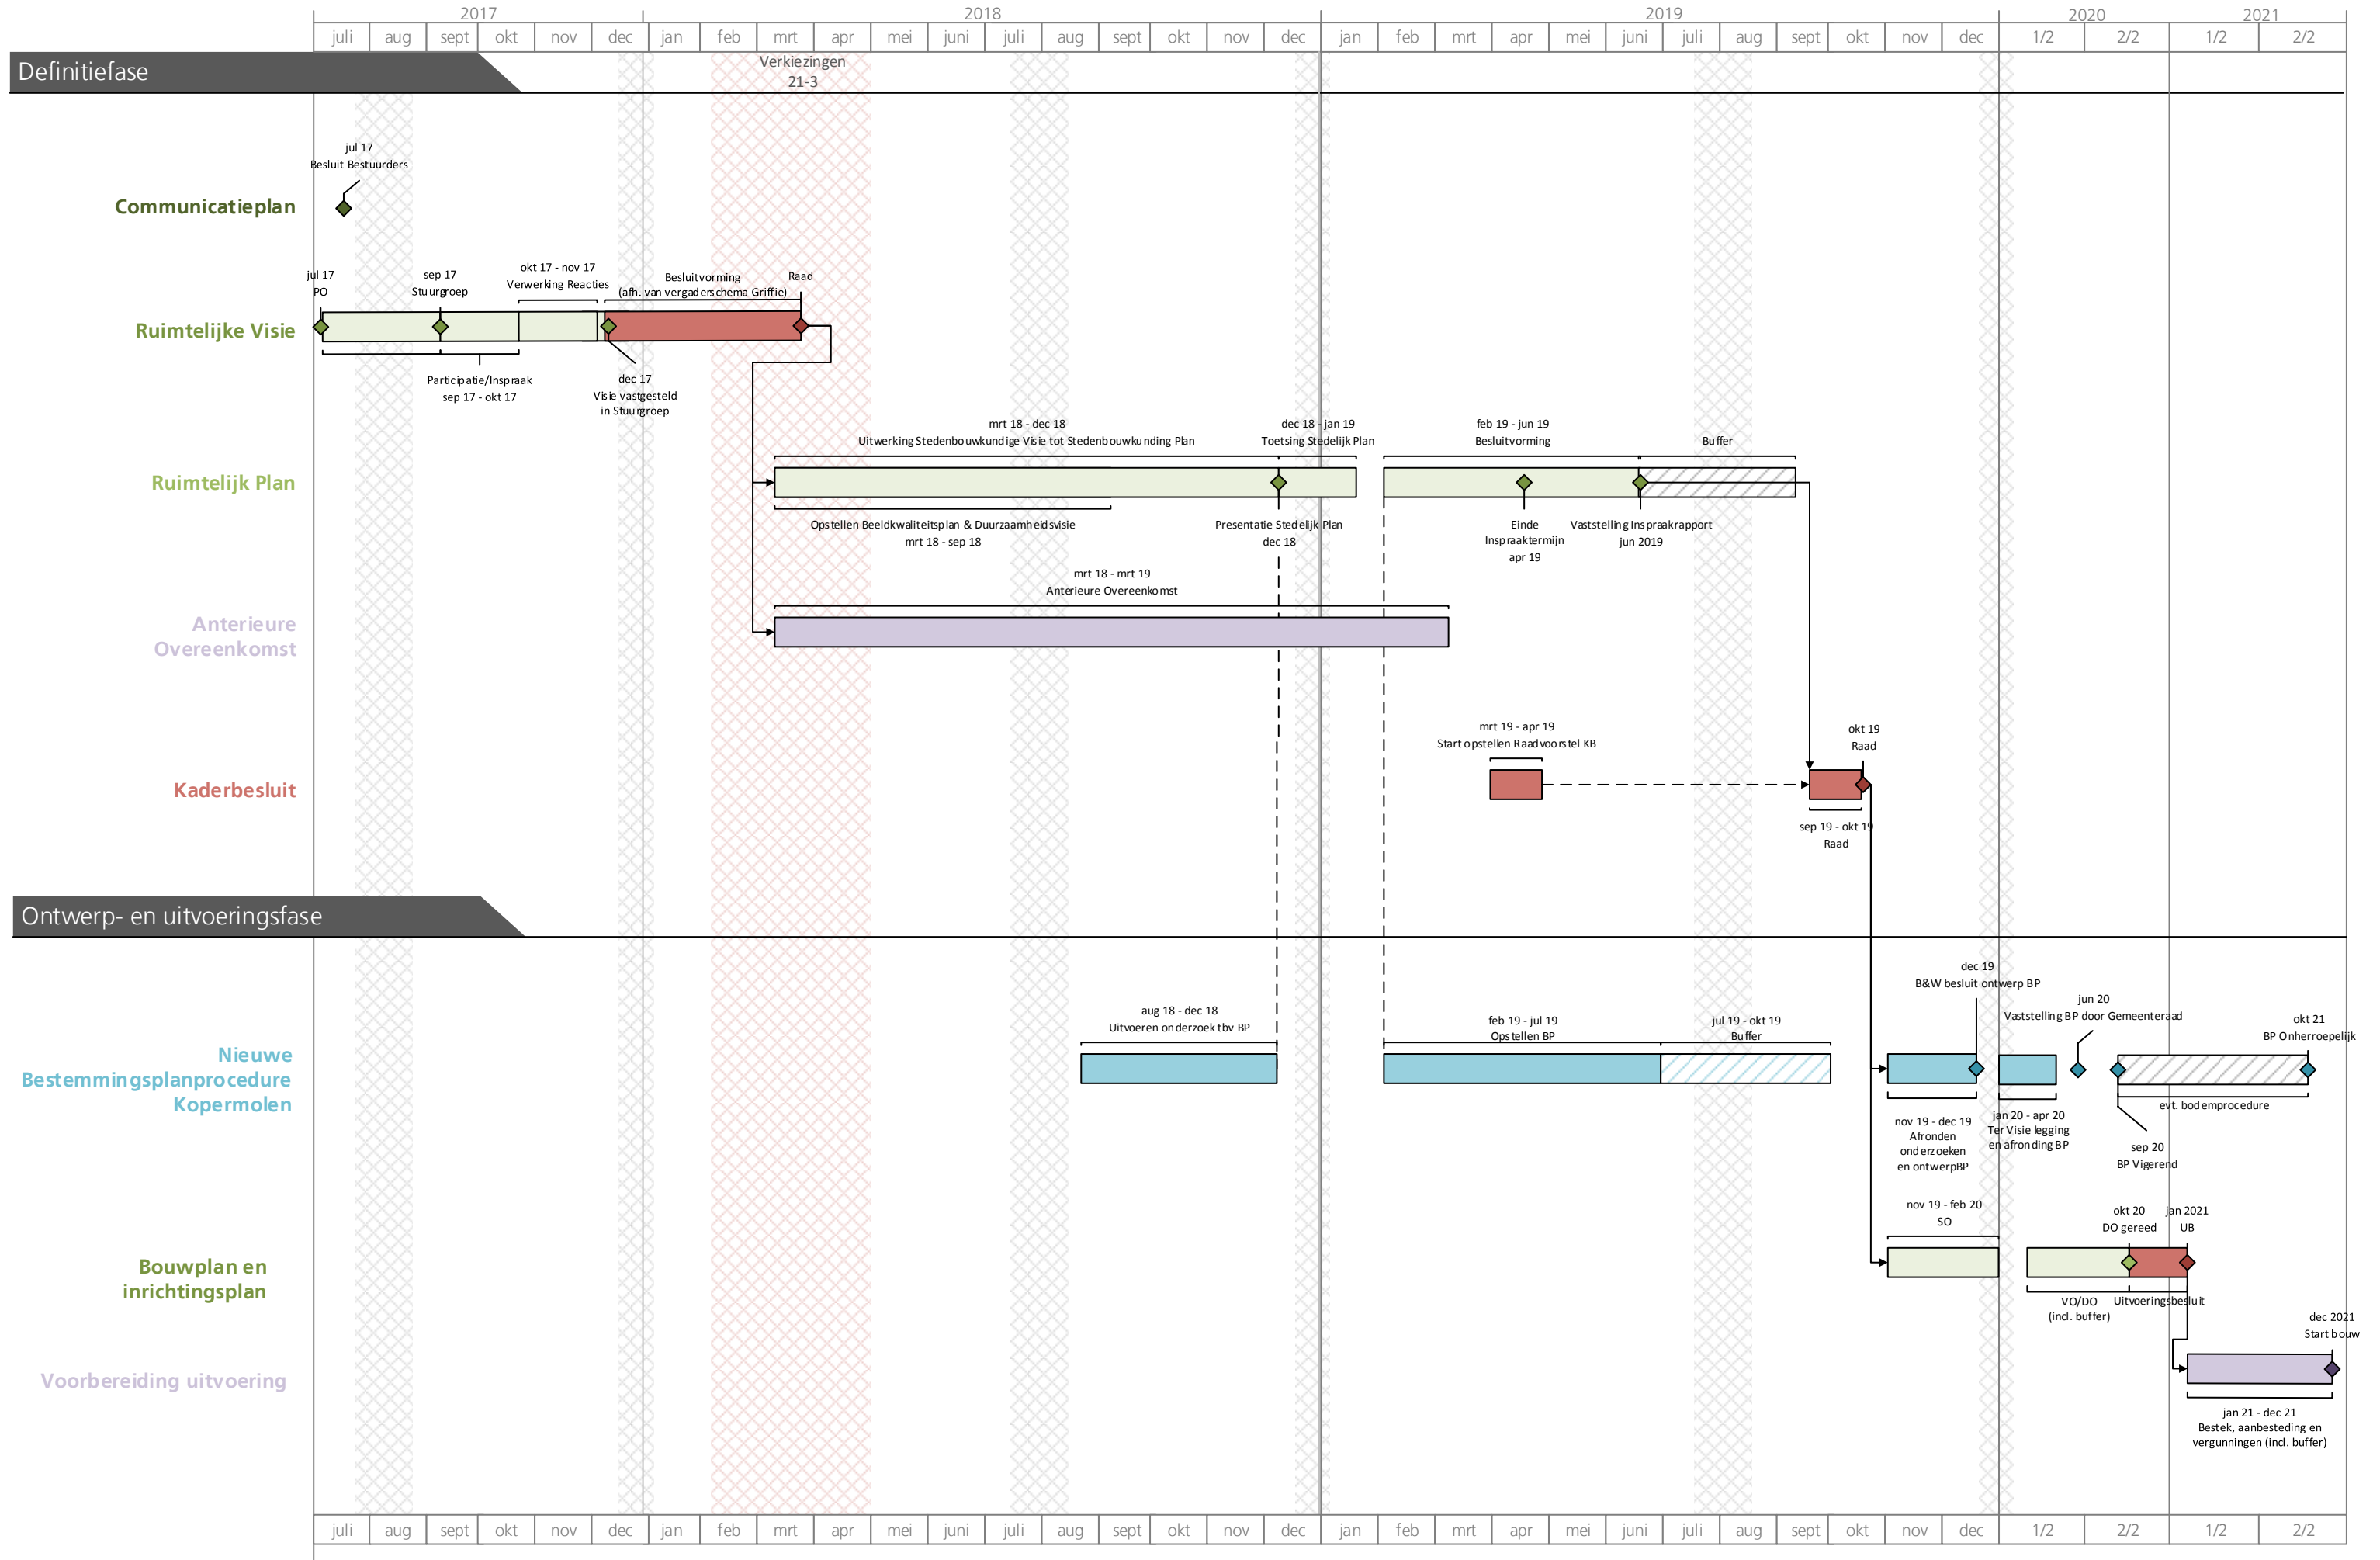 2017 2018 2019 2020 2021
juli aug sept okt nov dec jan feb mrt apr mei juni juli aug sept okt nov dec jan feb mrt apr mei juni juli aug sept okt nov dec 1/2 2/2 1/2 2/2
Definitiefase
Verkiezingen
21-3
jul 17
Besluit Bestuurders
Communicatieplan
jul 17
PO
sep 17
Stuurgroep
okt 17 - nov 17
Verwerking Reacties
Besluitvorming
(afh. van vergaderschema Griffie)
Raad
Ruimtelijke Visie
Participatie/Inspraak
sep 17 - okt 17
dec 17
Visie vastgesteld
in Stuurgroep
mrt 18 - dec 18
Uitwerking Stedenbouwkundige Visie tot Stedenbouwkunding Plan
dec 18 - jan 19
Toetsing Stedelijk Plan
feb 19 - jun 19
Besluitvorming
Buffer
Ruimtelijk Plan
Opstellen Beeldkwaliteitsplan & Duurzaamheidsvisie
mrt 18 - sep 18
Presentatie Stedelijk Plan
dec 18
Einde
Inspraaktermijn
apr 19
Vaststelling Inspraakrapport
jun 2019
mrt 18 - mrt 19
Anterieure Overeenkomst
Anterieure
Overeenkomst
mrt 19 - apr 19
Start opstellen Raadvoorstel KB
okt 19
Raad
Kaderbesluit
sep 19 - okt 19
Raad
Ontwerp- en uitvoeringsfase
dec 19
B&W besluit ontwerp BP
jun 20
Vaststelling BP door Gemeenteraad
aug 18 - dec 18
Uitvoeren onderzoek tbv BP
feb 19 - jul 19
Opstellen BP
jul 19 - okt 19
Buffer
okt 21
BP Onherroepelijk
Nieuwe
Bestemmingsplanprocedure
Kopermolen
nov 19 - dec 19
Afronden
onderzoeken
en ontwerpBP
jan 20 - apr 20
Ter Visie legging
en afronding BP
evt. bodemprocedure
sep 20
BP Vigerend
nov 19 - feb 20
SO
okt 20
DO gereed
jan 2021
UB
Bouwplan en
inrichtingsplan
VO/DO
(incl. buffer)
Uitvoeringsbesluit
dec 2021
Start bouw
Voorbereiding uitvoering
jan 21 - dec 21
Bestek, aanbesteding en
vergunningen (incl. buffer)
juli aug sept okt nov dec jan feb mrt apr mei juni juli aug sept okt nov dec jan feb mrt apr mei juni juli aug sept okt nov dec 1/2 2/2 1/2 2/2